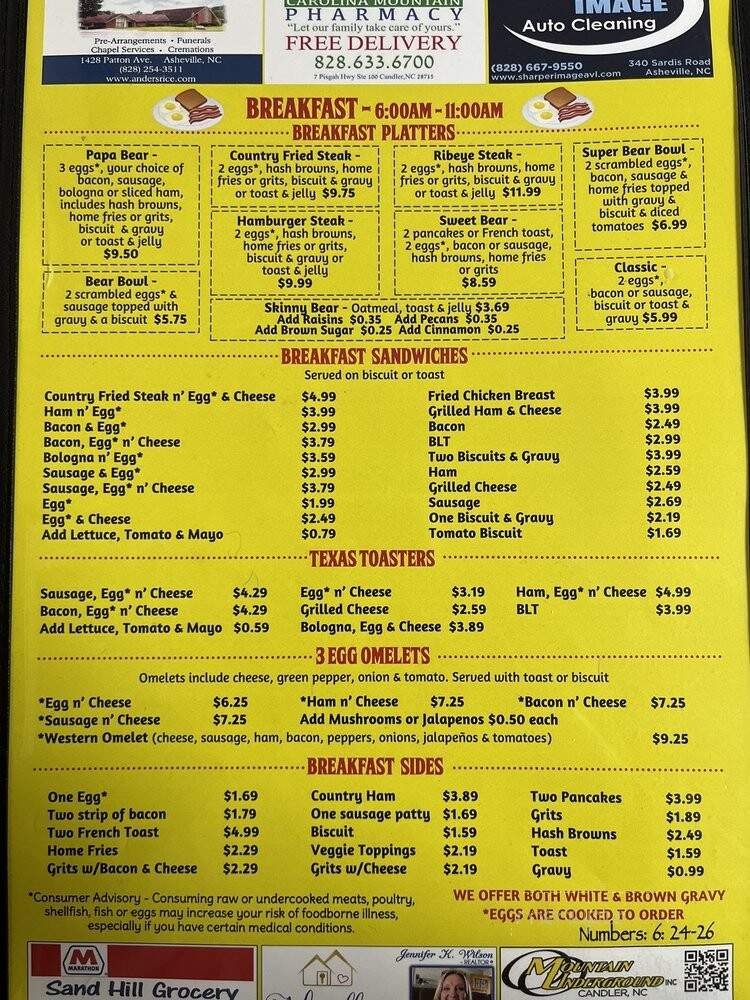 Pre-Arrangements • Funerals
Chapel Services • Cremations
1428 Patton Ave. Asheville, NC
(828) 254-3511
www.andersrice.com
CAROLINA MOUNTAIN
PHARMACY
"Let our family take care of yours."
FREE DELIVERY
828.633.6700
7 Pisgah Hwy Ste 100 Candler, NC 28715
IMAGE
Auto Cleaning
(828) 667-9550
www.sharperimageavl.com
340 Sardis Road
Asheville, NC
BREAKFAST - 6:00AM - 11:00AM
BREAKFAST PLATTERS
Papa Bear -
3 eggs*, your choice of
bacon, sausage,
bologna or sliced ham,
includes hash browns,
home fries or grits,
biscuit & gravy
or toast & jelly
$9.50
Bear Bowl -
2 scrambled eggs* &
sausage topped with
gravy & a biscuit $5.75
Country Fried Steak -
2 eggs*, hash browns, home
fries or grits, biscuit & gravy
or toast & jelly $9.75
Hamburger Steak -
2 eggs*, hash browns,
home fries or grits,
biscuit & gravy or
toast & jelly
$9.99
Ribeye Steak -
2 eggs*, hash browns, home
fries or grits, biscuit & gravy
or toast & jelly $11.99
Sweet Bear -
2 pancakes or French toast,
2 eggs*, bacon or sausage,
hash browns, home fries
or grits
$8.59
Skinny Bear - Oatmeal, toast & jelly $3.69
Add Raisins $0.35 Add Pecans $0.35
Add Brown Sugar $0.25 Add Cinnamon $0.25
Super Bear Bowl -
2 scrambled eggs*,
bacon, sausage &
home fries topped
with gravy &
biscuit & diced
tomatoes $6.99
Classic -
2 eggs*,
bacon or sausage,
biscuit or toast &
gravy $5.99
BREAKFAST SANDWICHES
Served on biscuit or toast
Country Fried Steak n' Egg* & Cheese $4.99
Ham n' Egg* $3.99
Bacon & Egg* $2.99
Bacon, Egg* n' Cheese $3.79
Bologna n' Egg* $3.59
Sausage & Egg* $2.99
Sausage, Egg* n' Cheese $3.79
Egg* $1.99
Egg* & Cheese $2.49
Add Lettuce, Tomato & Mayo $0.79
Fried Chicken Breast $3.99
Grilled Ham & Cheese $3.99
Bacon $2.49
BLT $2.99
Two Biscuits & Gravy $3.99
Ham $2.59
Grilled Cheese $2.49
Sausage $2.69
One Biscuit & Gravy $2.19
Tomato Biscuit $1.69
TEXAS TOASTERS
Sausage, Egg* n' Cheese $4.29
Bacon, Egg* n' Cheese $4.29
Add Lettuce, Tomato & Mayo $0.59
Egg* n' Cheese $3.19
Grilled Cheese $2.59
Bologna, Egg & Cheese $3.89
Ham, Egg* n' Cheese $4.99
BLT $3.99
3 EGG OMELETS
Omelets include cheese, green pepper, onion & tomato. Served with toast or biscuit
*Egg n' Cheese $6.25 *Ham n' Cheese $7.25 *Bacon n' Cheese $7.25
*Sausage n' Cheese $7.25 Add Mushrooms or Jalapenos $0.50 each
*Western Omelet (cheese, sausage, ham, bacon, peppers, onions, jalapeños & tomatoes) $9.25
BREAKFAST SIDES
One Egg* $1.69
Two strip of bacon $1.79
Two French Toast $4.99
Home Fries $2.29
Grits w/Bacon & Cheese $2.29
Country Ham $3.89
One sausage patty $1.69
Biscuit $1.59
Veggie Toppings $2.19
Grits w/Cheese $2.19
Two Pancakes $3.99
Grits $1.89
Hash Browns $2.49
Toast $1.59
Gravy $0.99
*Consumer Advisory - Consuming raw or undercooked meats, poultry,
shellfish, fish or eggs may increase your risk of foodborne illness,
especially if you have certain medical conditions.
WE OFFER BOTH WHITE & BROWN GRAVY
*EGGS ARE COOKED TO ORDER
Numbers: 6: 24-26
M
MARATHON
Sand Hill Grocery
Jennifer K. Wilson
REALTOR®
MOUNTAIN
UNDERGROUND INC
CANDLER, NC